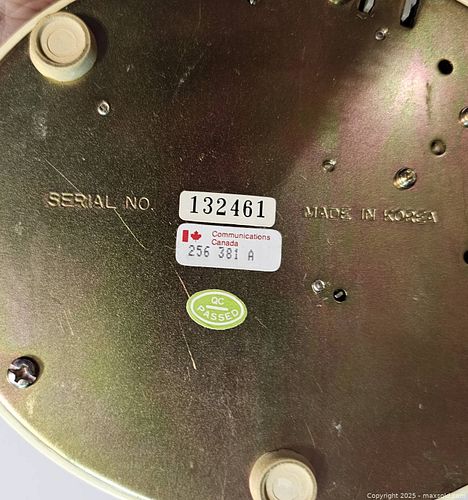 SERIAL NO. 132461 MADE IN KOREA
Communications
Canada
256 381 A
QC
PASSED
Copyright 2025 - maxsold.com